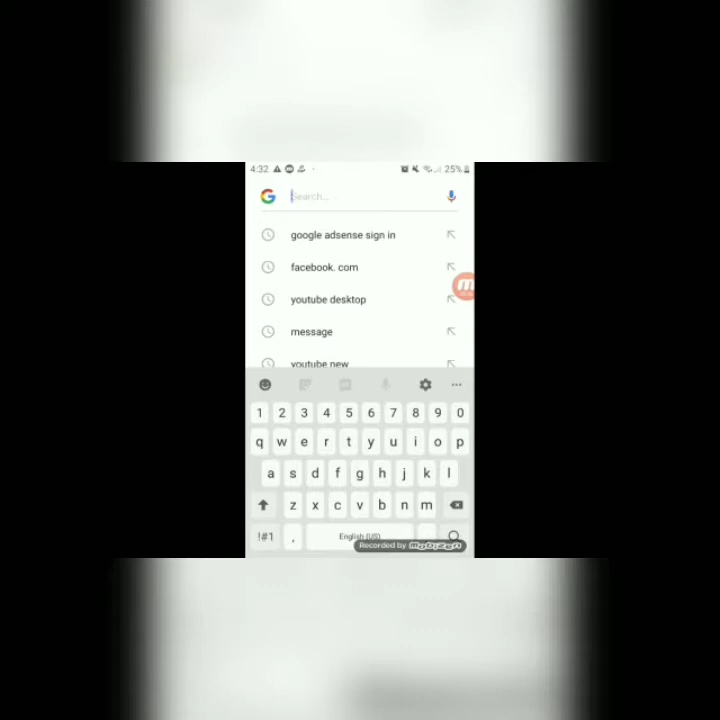 4:32 25%
Search...
google adsense sign in
facebook. com
youtube desktop
message
youtube new
1 2 3 4 5 6 7 8 9 0
q w e r t y u i o p
a s d f g h j k l
z x c v b n m
!#1 , English (US)
Recorded by mobizen